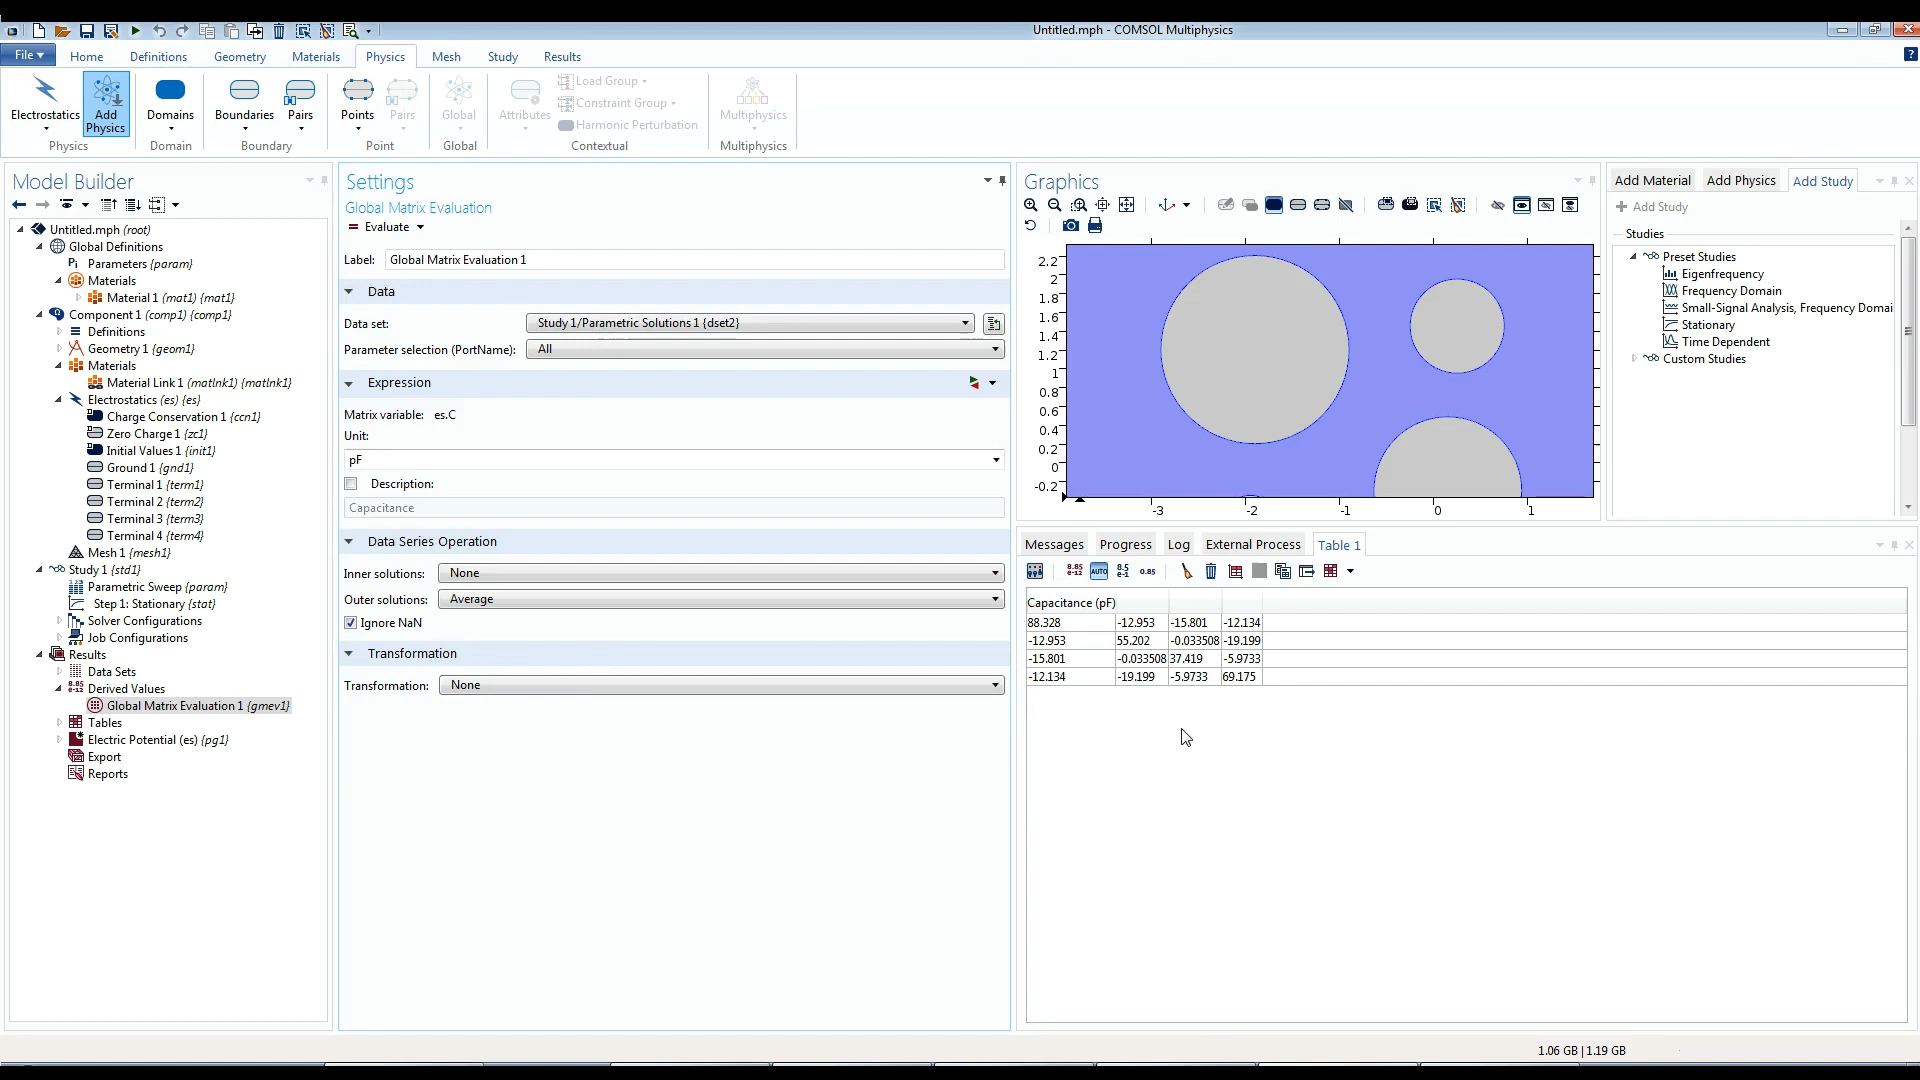 Untitled.mph - COMSOL Multiphysics
File Home Definitions Geometry Materials Physics Mesh Study Results
Electrostatics Add Physics Domains Boundaries Pairs Points Pairs Global Attributes Load Group Constraint Group Harmonic Perturbation Multiphysics
Physics Domain Boundary Point Global Contextual Multiphysics
Model Builder
Untitled.mph (root)
Global Definitions
Pi Parameters {param}
Materials
Material 1 (mat1) {mat1}
Component 1 (comp1) {comp1}
Definitions
Geometry 1 {geom1}
Materials
Material Link 1 (matlnk1) {matlnk1}
Electrostatics (es) {es}
Charge Conservation 1 {ccn1}
Zero Charge 1 {zc1}
Initial Values 1 {init1}
Ground 1 {gnd1}
Terminal 1 {term1}
Terminal 2 {term2}
Terminal 3 {term3}
Terminal 4 {term4}
Mesh 1 {mesh1}
Study 1 {std1}
Parametric Sweep {param}
Step 1: Stationary {stat}
Solver Configurations
Job Configurations
Results
Data Sets
Derived Values
Global Matrix Evaluation 1 {gmev1}
Tables
Electric Potential (es) {pg1}
Export
Reports
Settings
Global Matrix Evaluation
= Evaluate
Label: Global Matrix Evaluation 1
Data
Data set: Study 1/Parametric Solutions 1 {dset2}
Parameter selection (PortName): All
Expression
Matrix variable: es.C
Unit:
pF
Description:
Capacitance
Data Series Operation
Inner solutions: None
Outer solutions: Average
Ignore NaN
Transformation
Transformation: None
Graphics
2.2
2
1.8
1.6
1.4
1.2
1
0.8
0.6
0.4
0.2
0
-0.2
-3 -2 -1 0 1
Messages Progress Log External Process Table 1
8.85 e-12 AUTO 8.5 e-1 0.85
Capacitance (pF)
88.328 -12.953 -15.801 -12.134
-12.953 55.202 -0.033508 -19.199
-15.801 -0.033508 37.419 -5.9733
-12.134 -19.199 -5.9733 69.175
Add Material Add Physics Add Study
+ Add Study
Studies
Preset Studies
Eigenfrequency
Frequency Domain
Small-Signal Analysis, Frequency Domai
Stationary
Time Dependent
Custom Studies
1.06 GB | 1.19 GB